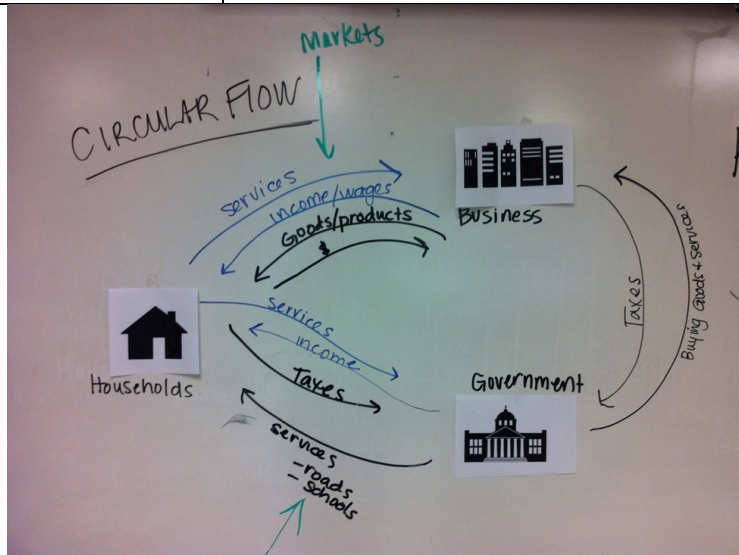 Markets
CIRCULAR FLOW
services
income/wages
Goods/products
$
Business
Households
services
income
Taxes
services
-roads
-schools
Government
Taxes
Buying Goods + Services